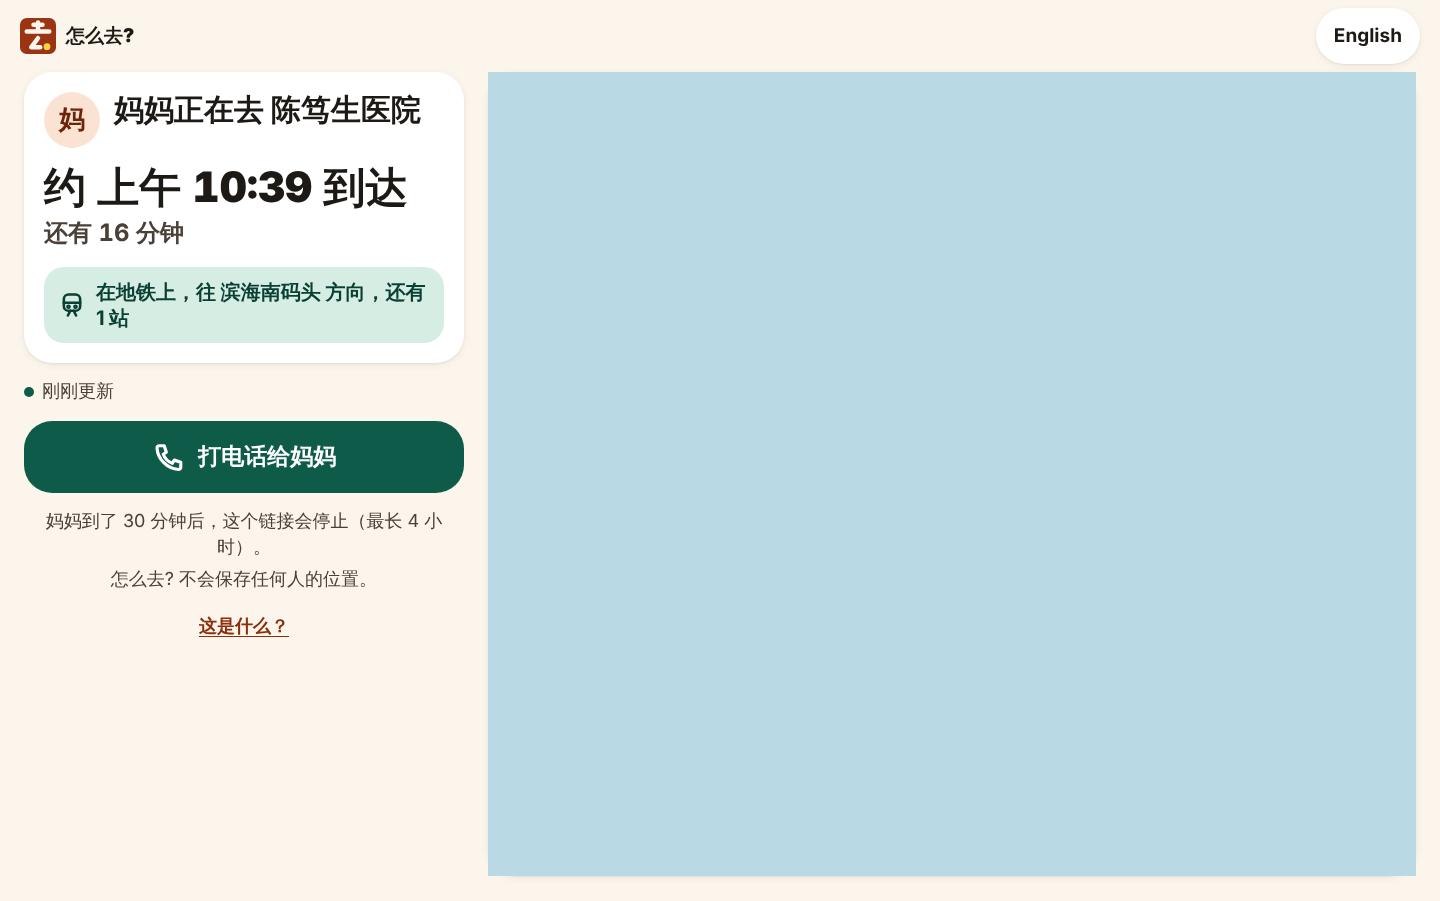 去
怎么去?
English
妈
妈妈正在去 陈笃生医院
约 上午 10:39 到达
还有 16 分钟
在地铁上，往 滨海南码头 方向，还有
1 站
刚刚更新
打电话给妈妈
妈妈到了 30 分钟后，这个链接会停止（最长 4 小
时）。
怎么去? 不会保存任何人的位置。
这是什么？